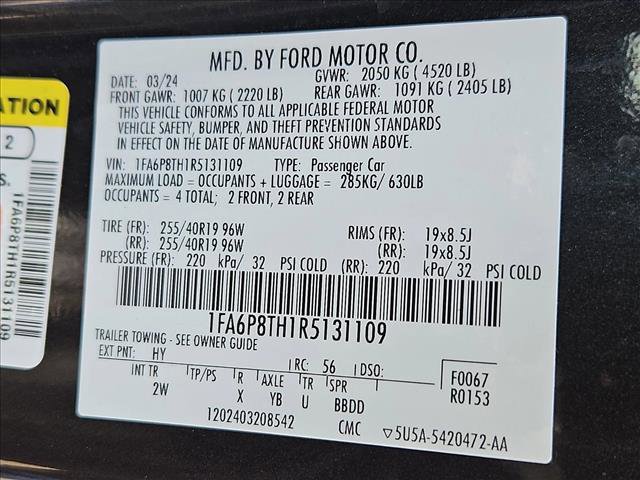 MFD. BY FORD MOTOR CO.
DATE: 03/24 GVWR: 2050 KG ( 4520 LB)
FRONT GAWR: 1007 KG ( 2220 LB) REAR GAWR: 1091 KG ( 2405 LB)
THIS VEHICLE CONFORMS TO ALL APPLICABLE FEDERAL MOTOR
VEHICLE SAFETY, BUMPER, AND THEFT PREVENTION STANDARDS
IN EFFECT ON THE DATE OF MANUFACTURE SHOWN ABOVE.
VIN: 1FA6P8TH1R5131109 TYPE: Passenger Car
MAXIMUM LOAD = OCCUPANTS + LUGGAGE = 285KG/ 630LB
OCCUPANTS = 4 TOTAL; 2 FRONT, 2 REAR
TIRE (FR): 255/40R19 96W RIMS (FR): 19x8.5J
(RR): 255/40R19 96W (RR): 19x8.5J
PRESSURE (FR): 220 kPa/ 32 PSI COLD (RR): 220 kPa/ 32 PSI COLD
1FA6P8TH1R5131109
TRAILER TOWING - SEE OWNER GUIDE
EXT PNT: HY RC: 56 DSO: F0067
INT TR TP/PS R AXLE TR SPR R0153
2W X YB U BBDD
1202403208542 CMC ▽5U5A-5420472-AA
ATION
2
S.
1FA6P8TH1R5131109